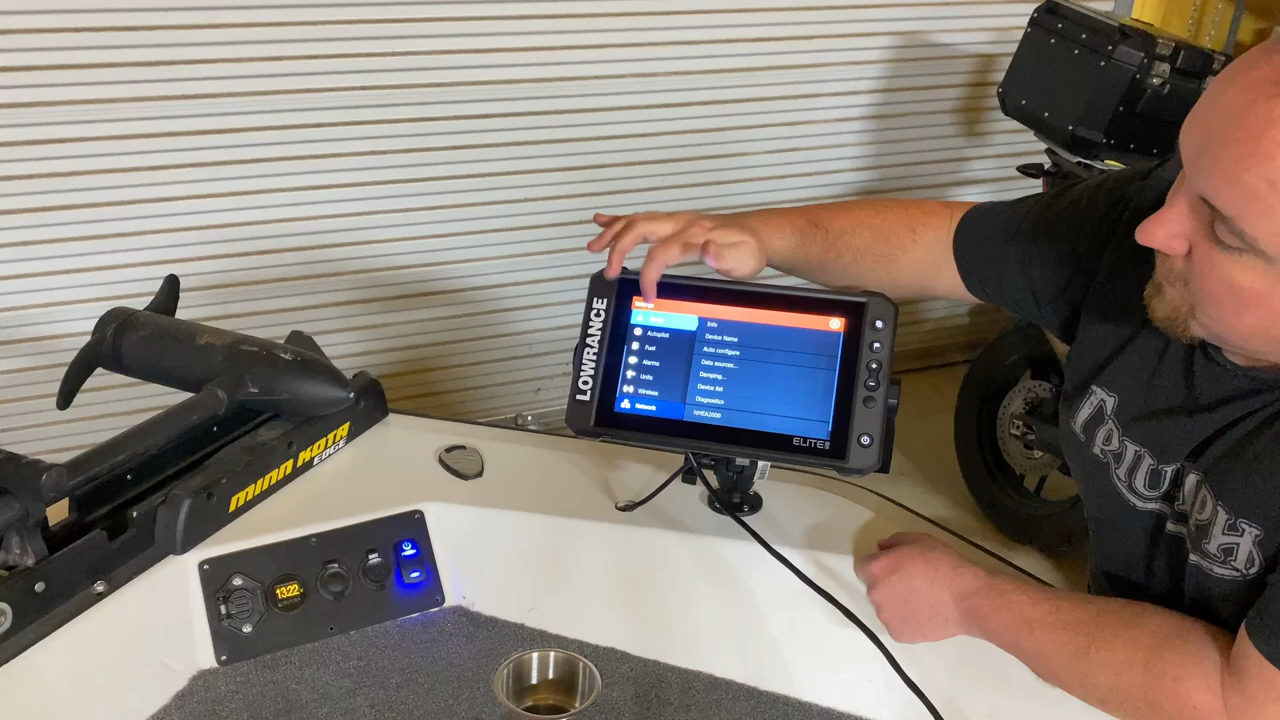 LOWRANCE
Settings
Autopilot
Fuel
Alarms
Units
Wireless
Network
Info
Device Name
Auto configure
Data sources...
Damping...
Device list
Diagnostics
NMEA2000
ELITE
MINN KOTA
EDGE
13.22
TRIUMPH